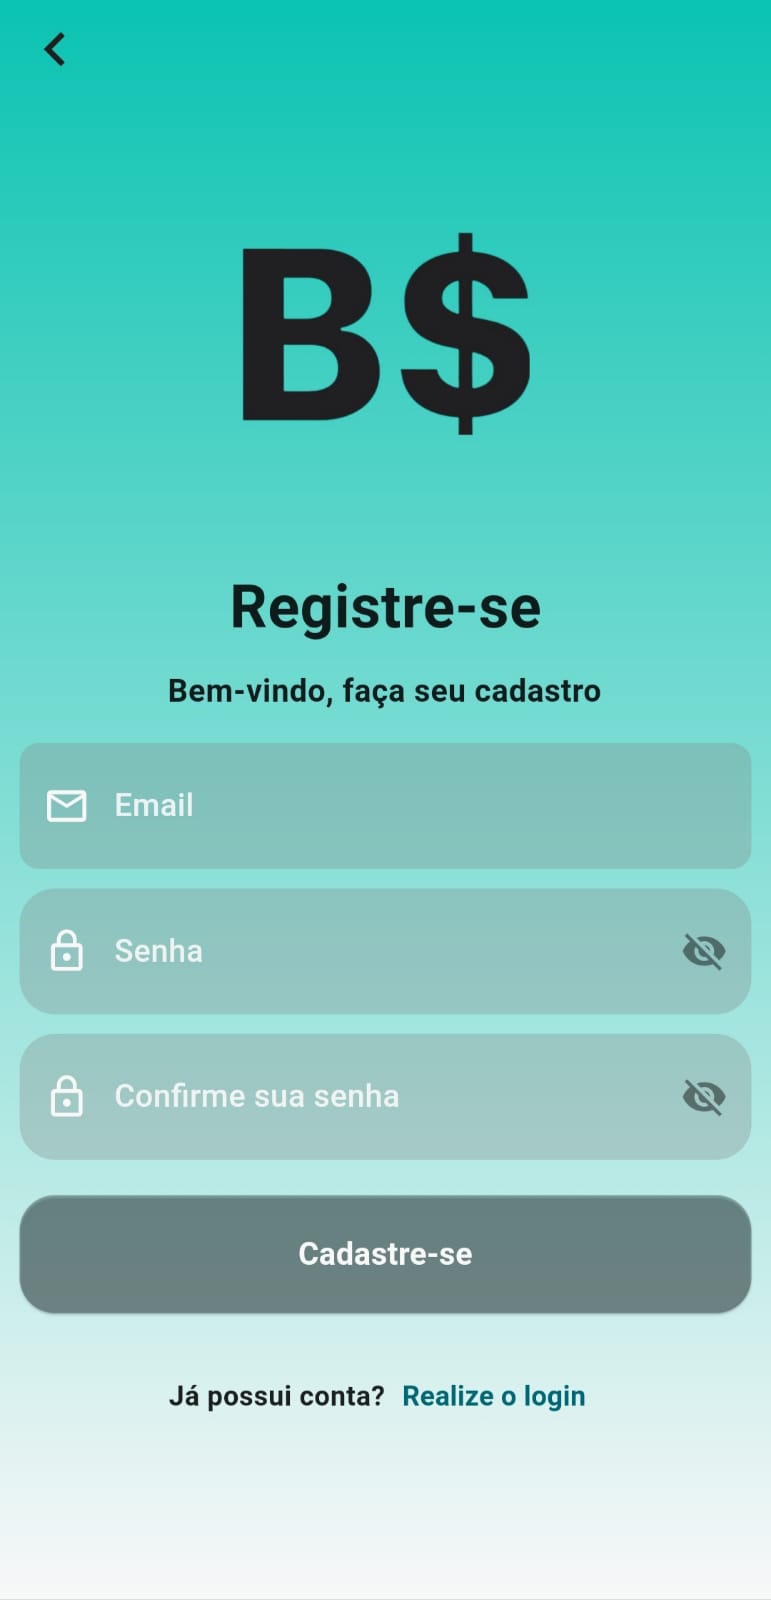 B$
Registre-se
Bem-vindo, faça seu cadastro
Email
Senha
Confirme sua senha
Cadastre-se
Já possui conta? Realize o login